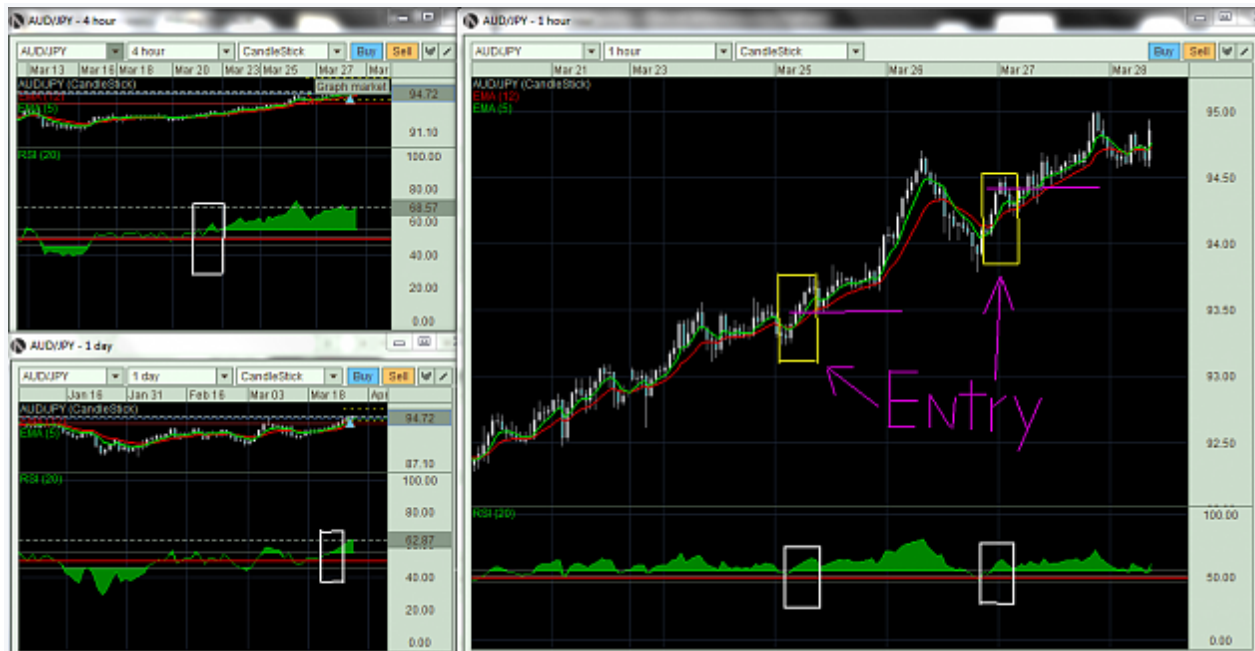 AUD/JPY - 4 hour
AUD/JPY 4 hour CandleStick Buy Sell
Mar 13 Mar 16 Mar 18 Mar 20 Mar 23 Mar 25 Mar 27 Mar
AUD/JPY (CandleStick)
Graph market
EMA (12)
EMA (5)
94.72
91.10
RSI (20)
100.00
80.00
68.57
60.00
40.00
20.00
0.00
AUD/JPY - 1 day
AUD/JPY 1 day CandleStick Buy Sell
Jan 16 Jan 31 Feb 16 Mar 03 Mar 18 Apr
AUD/JPY (CandleStick)
94.72
EMA (5)
87.10
RSI (20)
100.00
80.00
62.87
40.00
20.00
0.00
AUD/JPY - 1 hour
AUD/JPY 1 hour CandleStick Buy Sell
Mar 21 Mar 23 Mar 25 Mar 26 Mar 27 Mar 28
AUD/JPY (CandleStick)
EMA (12)
EMA (5)
95.00
94.50
94.00
93.50
93.00
92.50
Entry
RSI (20)
100.00
50.00
0.00